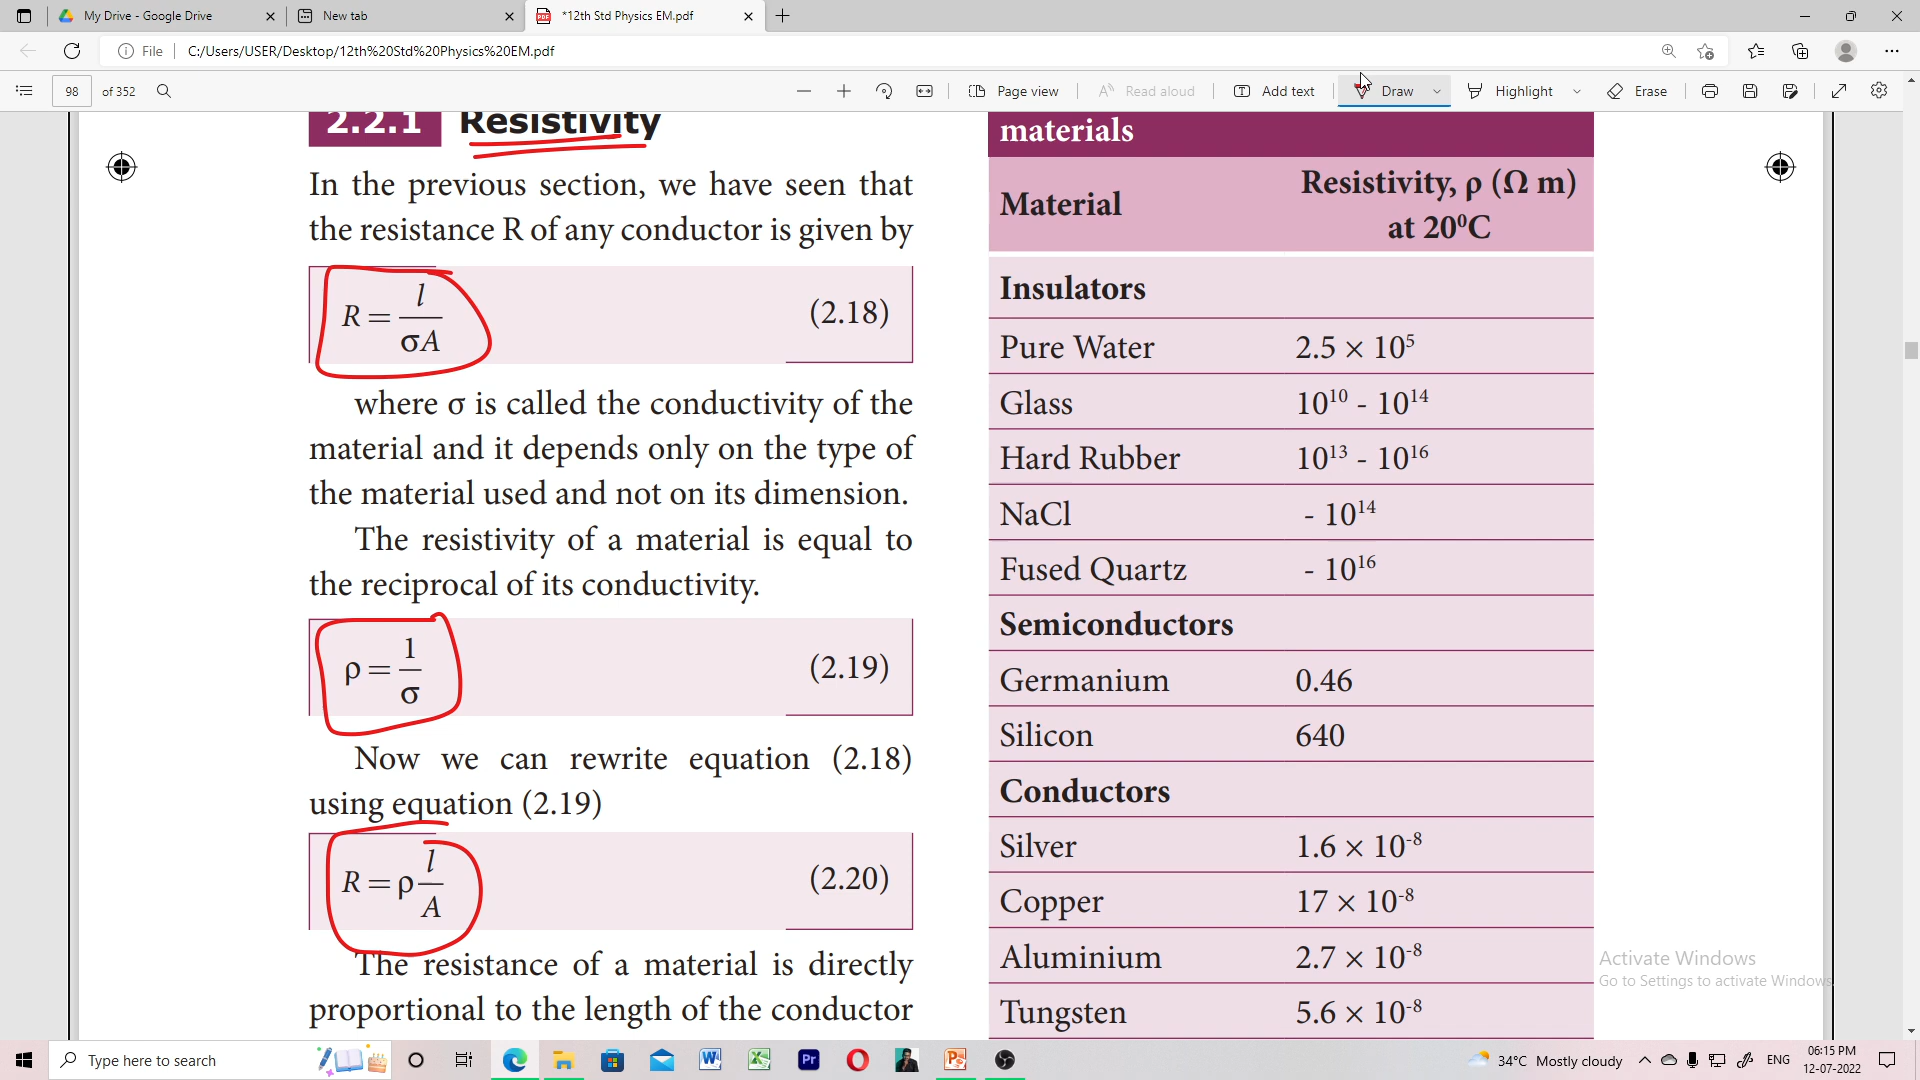 My Drive - Google Drive
New tab
*12th Std Physics EM.pdf
File
C:/Users/USER/Desktop/12th%20Std%20Physics%20EM.pdf
98 of 352
Page view
Read aloud
Add text
Draw
Highlight
Erase
2.2.1 Resistivity
In the previous section, we have seen that
the resistance R of any conductor is given by
R = l/σA (2.18)
where σ is called the conductivity of the
material and it depends only on the type of
the material used and not on its dimension.
The resistivity of a material is equal to
the reciprocal of its conductivity.
ρ = 1/σ (2.19)
Now we can rewrite equation (2.18)
using equation (2.19)
R = ρ l/A (2.20)
The resistance of a material is directly
proportional to the length of the conductor
materials
Material Resistivity, ρ (Ω m)
at 20⁰C
Insulators
Pure Water 2.5 × 10⁵
Glass 10¹⁰ - 10¹⁴
Hard Rubber 10¹³ - 10¹⁶
NaCl - 10¹⁴
Fused Quartz - 10¹⁶
Semiconductors
Germanium 0.46
Silicon 640
Conductors
Silver 1.6 × 10⁻⁸
Copper 17 × 10⁻⁸
Aluminium 2.7 × 10⁻⁸
Tungsten 5.6 × 10⁻⁸
Activate Windows
Go to Settings to activate Windows.
Type here to search
34°C Mostly cloudy
ENG
06:15 PM
12-07-2022